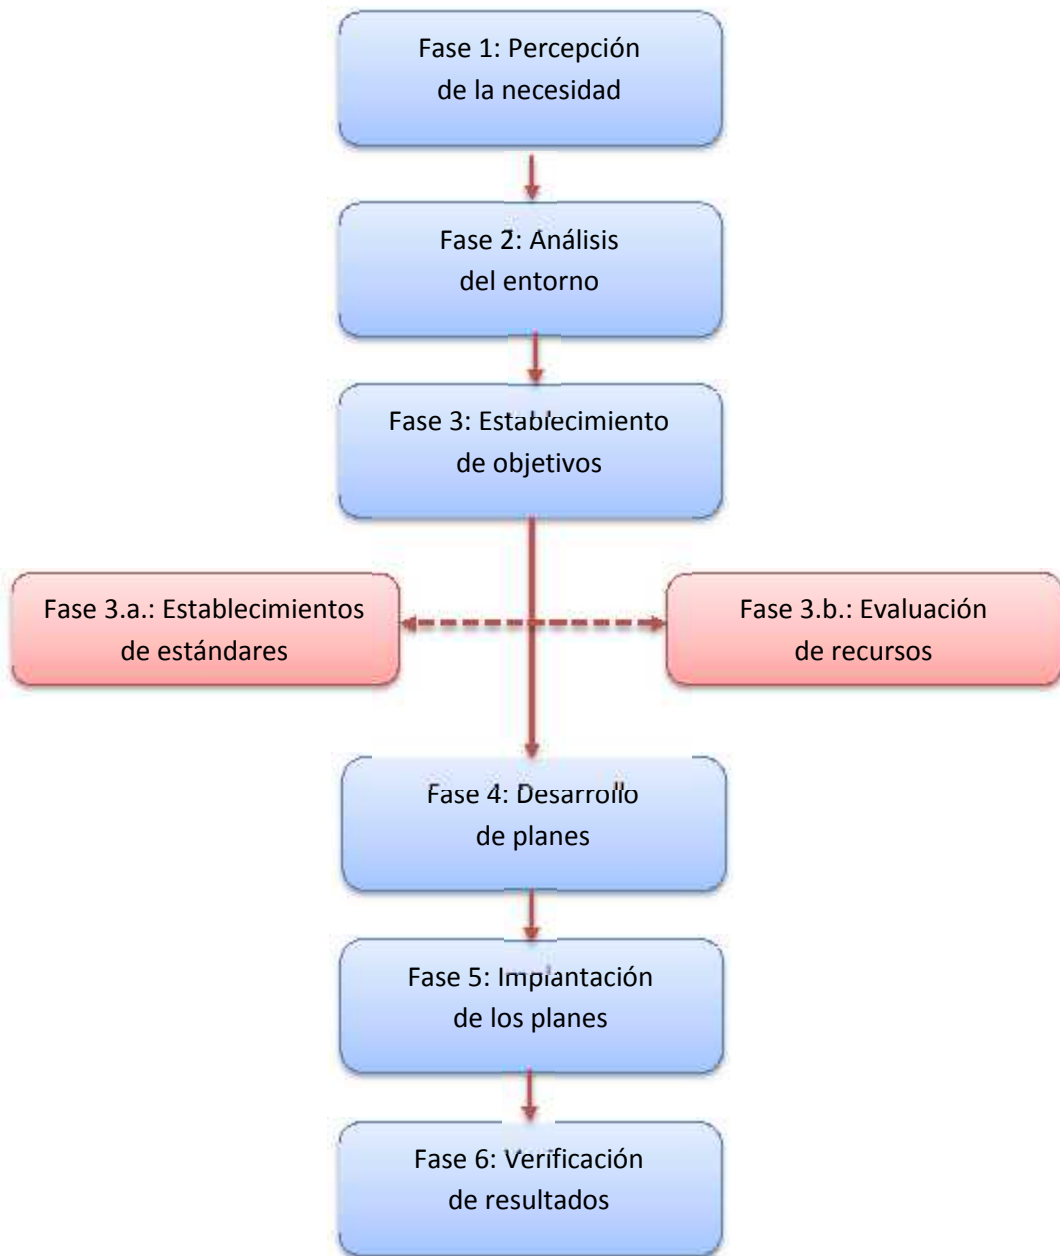 Fase 1: Percepción
de la necesidad
Fase 2: Análisis
del entorno
Fase 3: Establecimiento
de objetivos
Fase 3.a.: Establecimientos
de estándares
Fase 3.b.: Evaluación
de recursos
Fase 4: Desarrollo
de planes
Fase 5: Implantación
de los planes
Fase 6: Verificación
de resultados